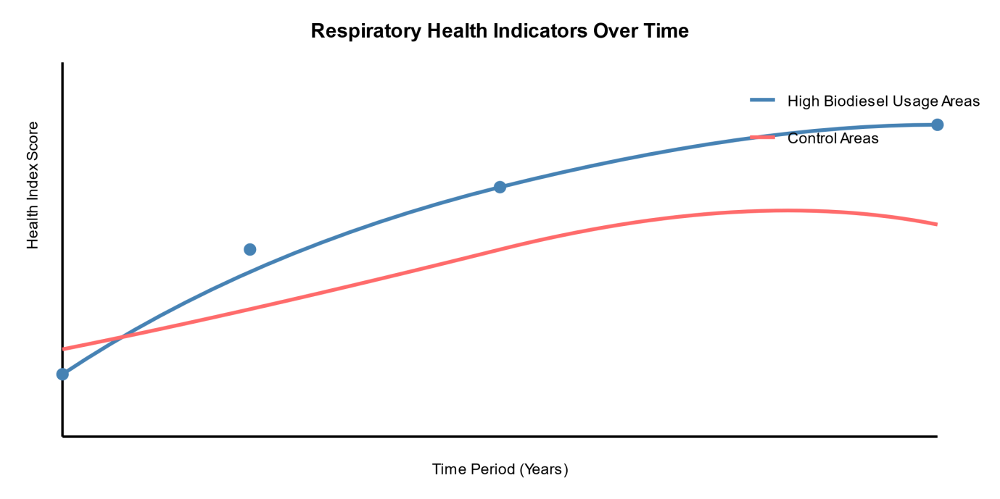 Respiratory Health Indicators Over Time
High Biodiesel Usage Areas
Control Areas
Health Index Score
Time Period (Years)